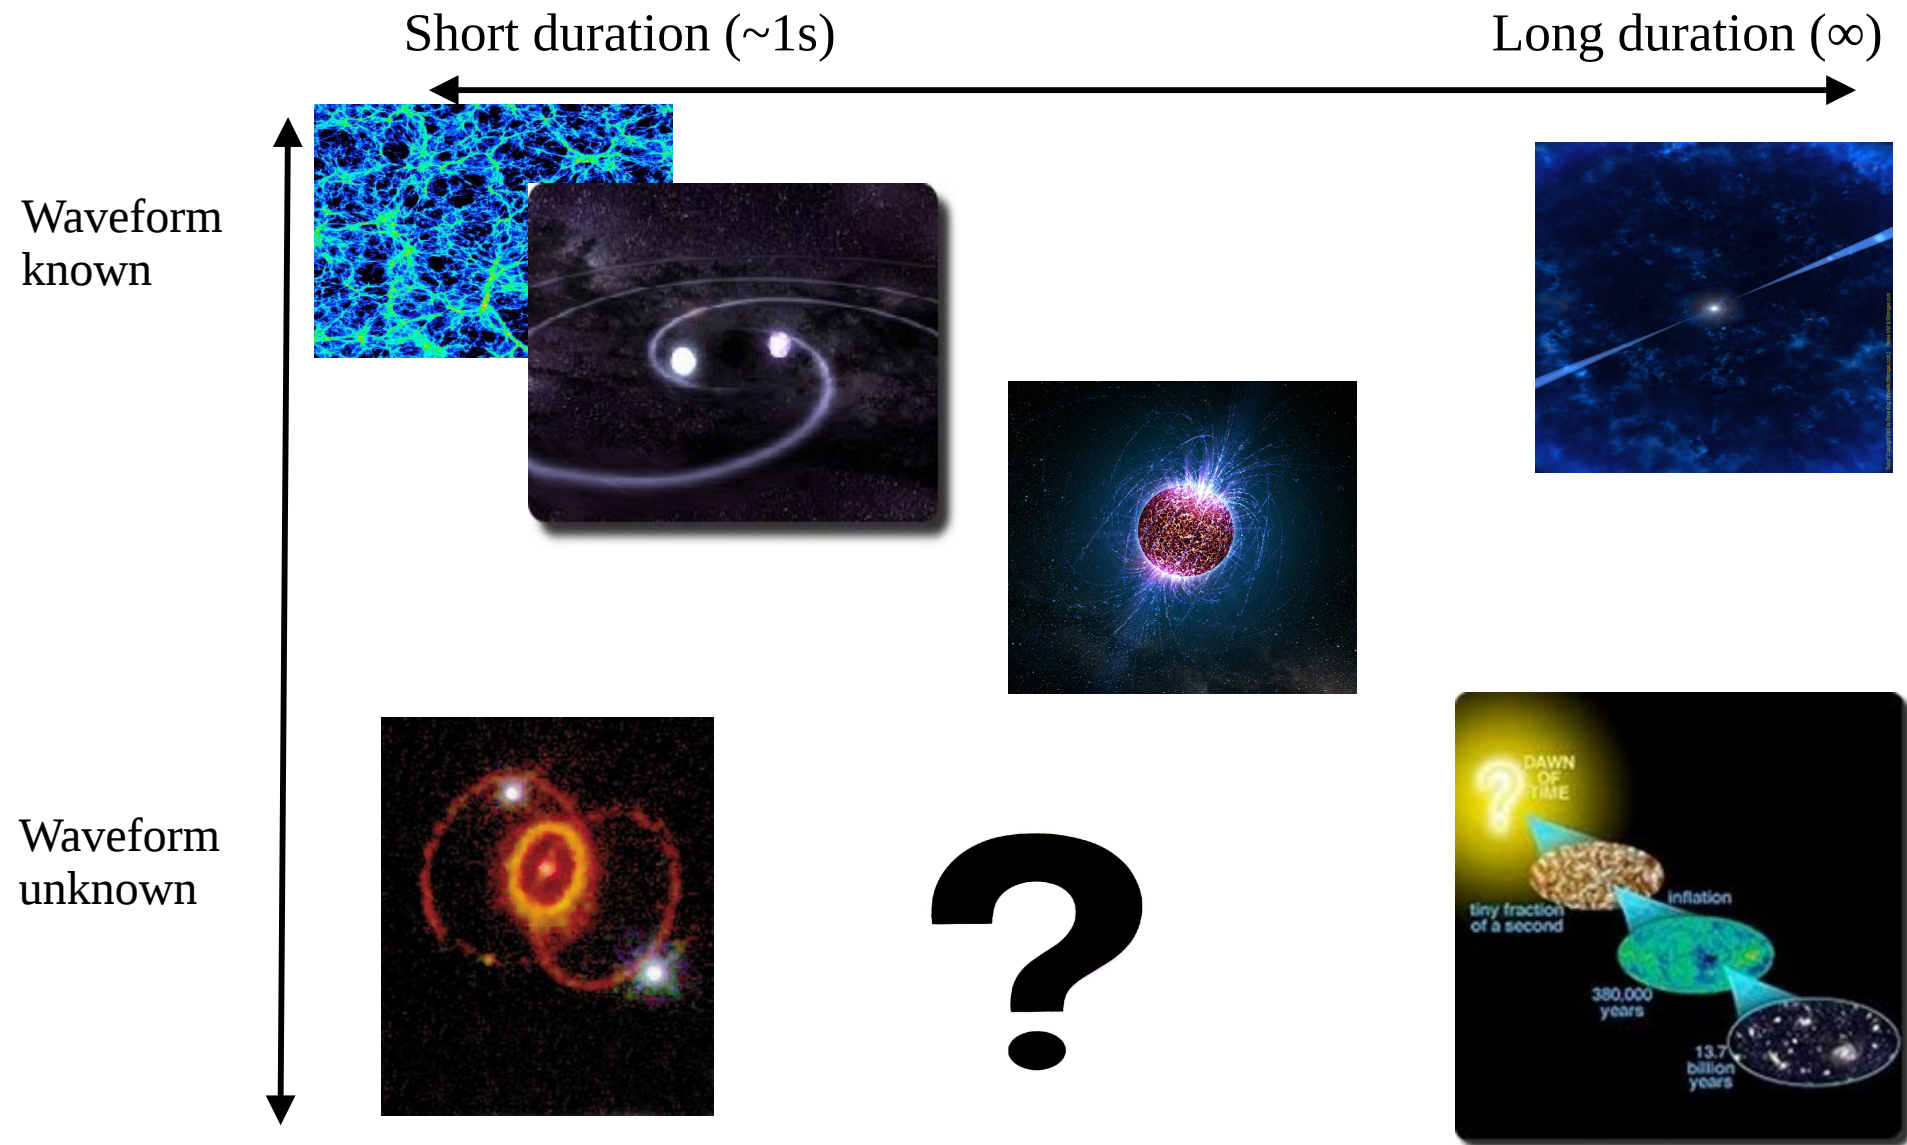 Short duration (~1s)
Long duration (∞)
Waveform
known
Waveform
unknown
?
? DAWN
OF
TIME
inflation
tiny fraction
of a second
380,000
years
13.7
billion
years